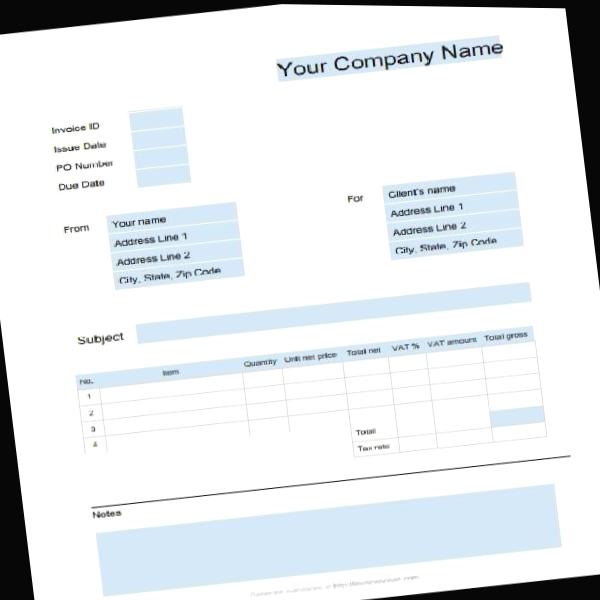 Your Company Name
Invoice ID
Issue Date
PO Number
Due Date
From
Your name
Address Line 1
Address Line 2
City, State, Zip Code
For
Client's name
Address Line 1
Address Line 2
City, State, Zip Code
Subject
No. Item Quantity Unit net price Total net VAT % VAT amount Total gross
1
2
3
4
Total
Tax rate
Notes